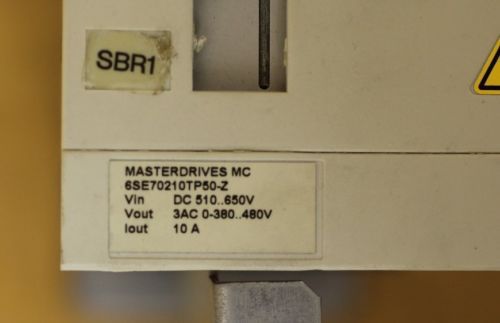 SBR1
MASTERDRIVES MC
6SE70210TP50-Z
Vin DC 510..650V
Vout 3AC 0-380..480V
Iout 10 A